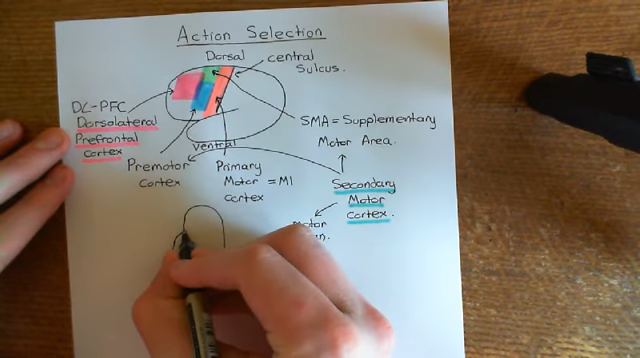 Action Selection
Dorsal
central
Sulcus.
DL-PFC
Dorsolateral
Prefrontal
cortex
SMA = Supplementary
Motor Area.
Ventral
Premotor
cortex
Primary
Motor = M1
cortex
Secondary
Motor
cortex.